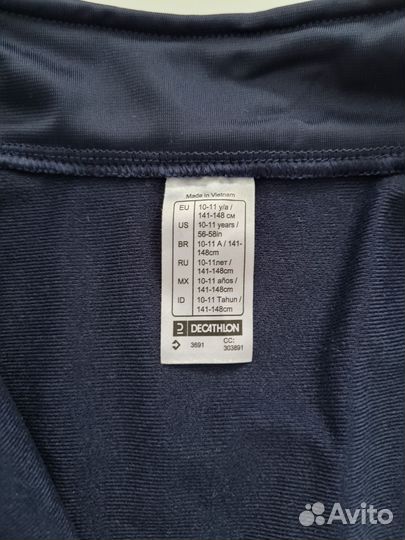 Made in Vietnam
EU 10-11 y/a /
141-148 см
US 10-11 years /
56-58in
BR 10-11 A / 141-
148cm
RU 10-11лет /
141-148cm
MX 10-11 años /
141-148cm
ID 10-11 Tahun /
141-148cm
DECATHLON
3691 CC:
303891
Avito